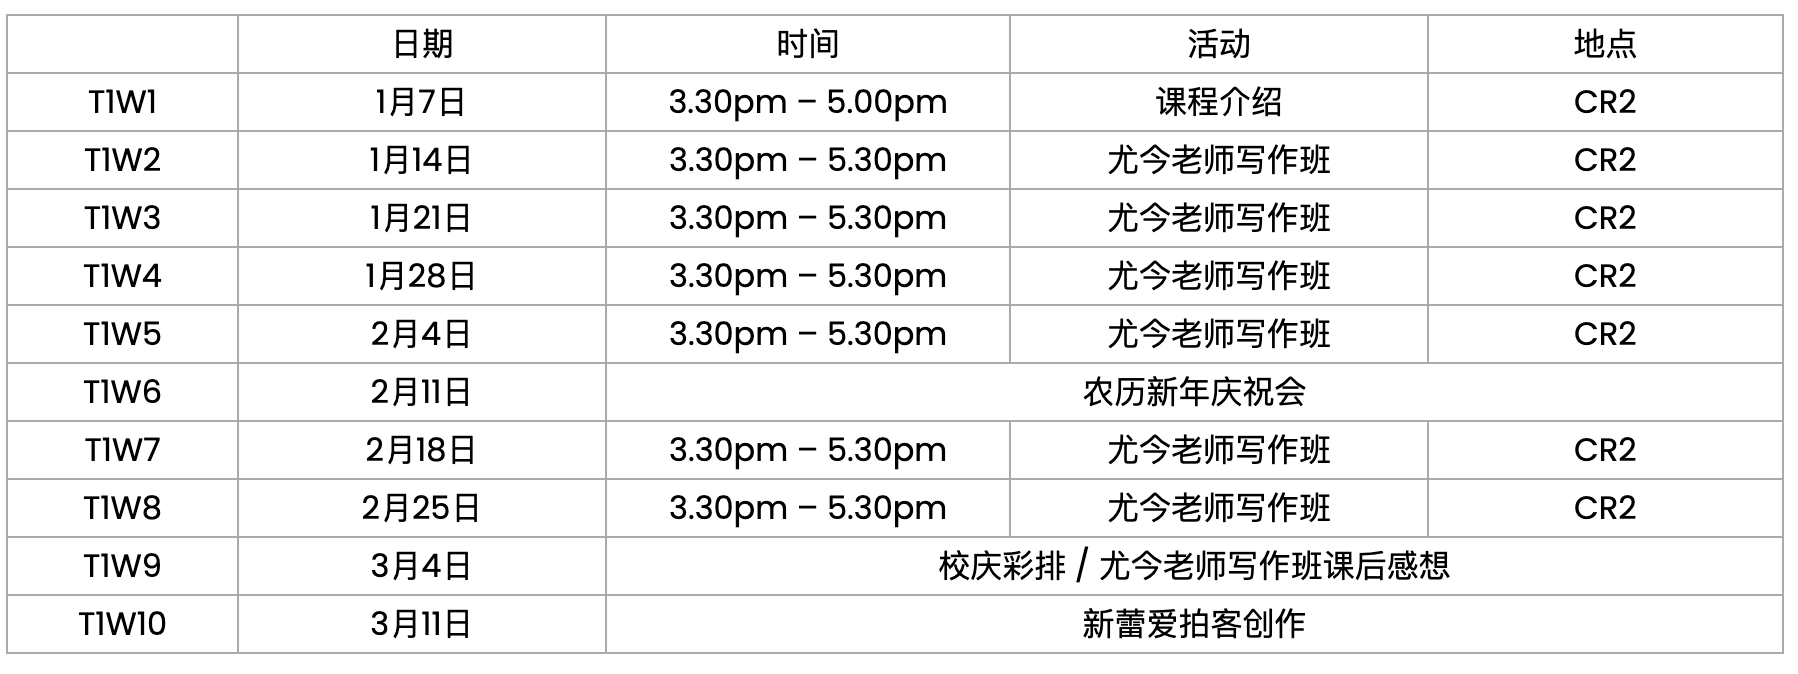 日期 时间 活动 地点
T1W1 1月7日 3.30pm – 5.00pm 课程介绍 CR2
T1W2 1月14日 3.30pm – 5.30pm 尤今老师写作班 CR2
T1W3 1月21日 3.30pm – 5.30pm 尤今老师写作班 CR2
T1W4 1月28日 3.30pm – 5.30pm 尤今老师写作班 CR2
T1W5 2月4日 3.30pm – 5.30pm 尤今老师写作班 CR2
T1W6 2月11日 农历新年庆祝会
T1W7 2月18日 3.30pm – 5.30pm 尤今老师写作班 CR2
T1W8 2月25日 3.30pm – 5.30pm 尤今老师写作班 CR2
T1W9 3月4日 校庆彩排 / 尤今老师写作班课后感想
T1W10 3月11日 新蕾爱拍客创作